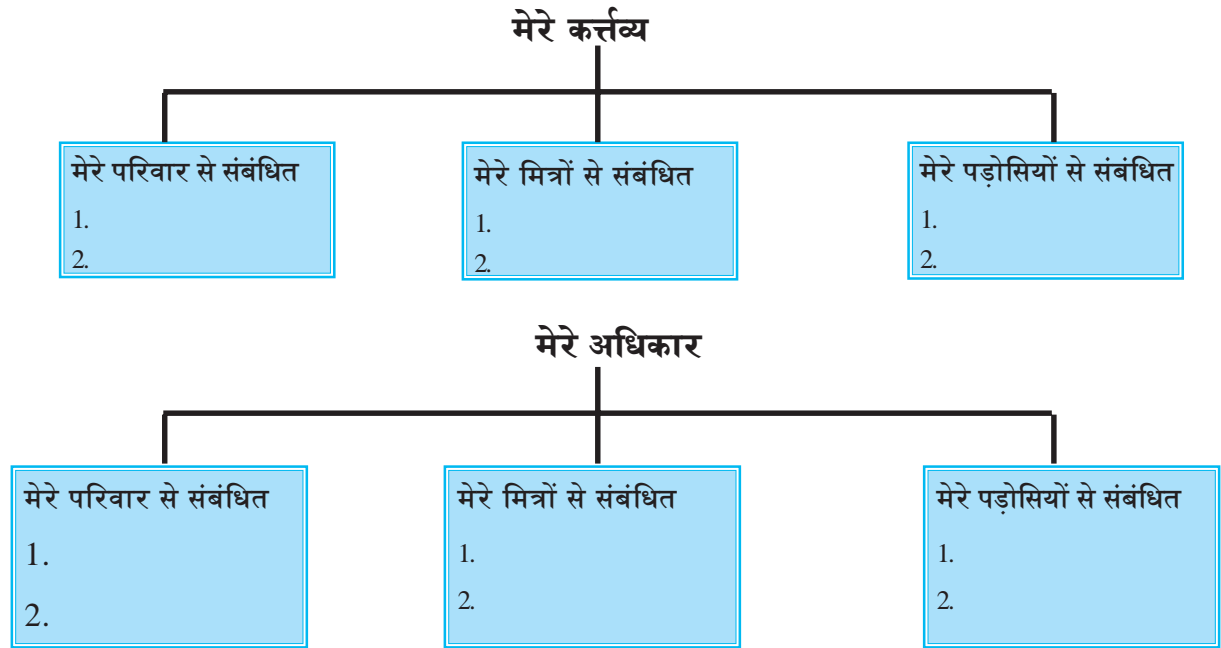 मेरे कर्त्तव्य
मेरे परिवार से संबंधित
1.
2.
मेरे मित्रों से संबंधित
1.
2.
मेरे पड़ोसियों से संबंधित
1.
2.
मेरे अधिकार
मेरे परिवार से संबंधित
1.
2.
मेरे मित्रों से संबंधित
1.
2.
मेरे पड़ोसियों से संबंधित
1.
2.